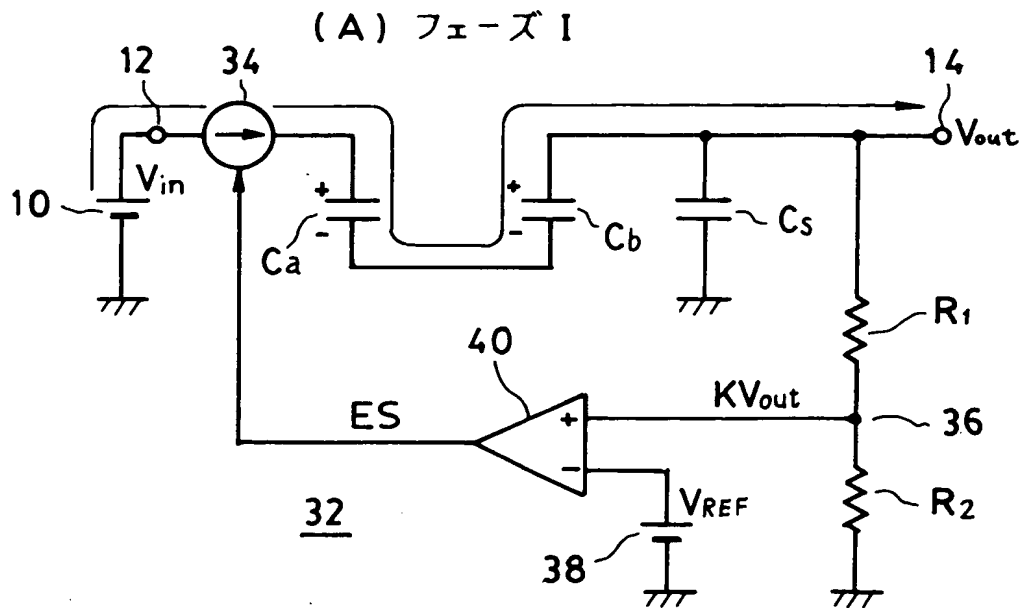 (A) フェーズ I
12
34
14
Vin
Vout
10
+
-
Ca
+
-
Cb
Cs
R1
40
ES
KVout
36
+
-
32
VREF
38
R2